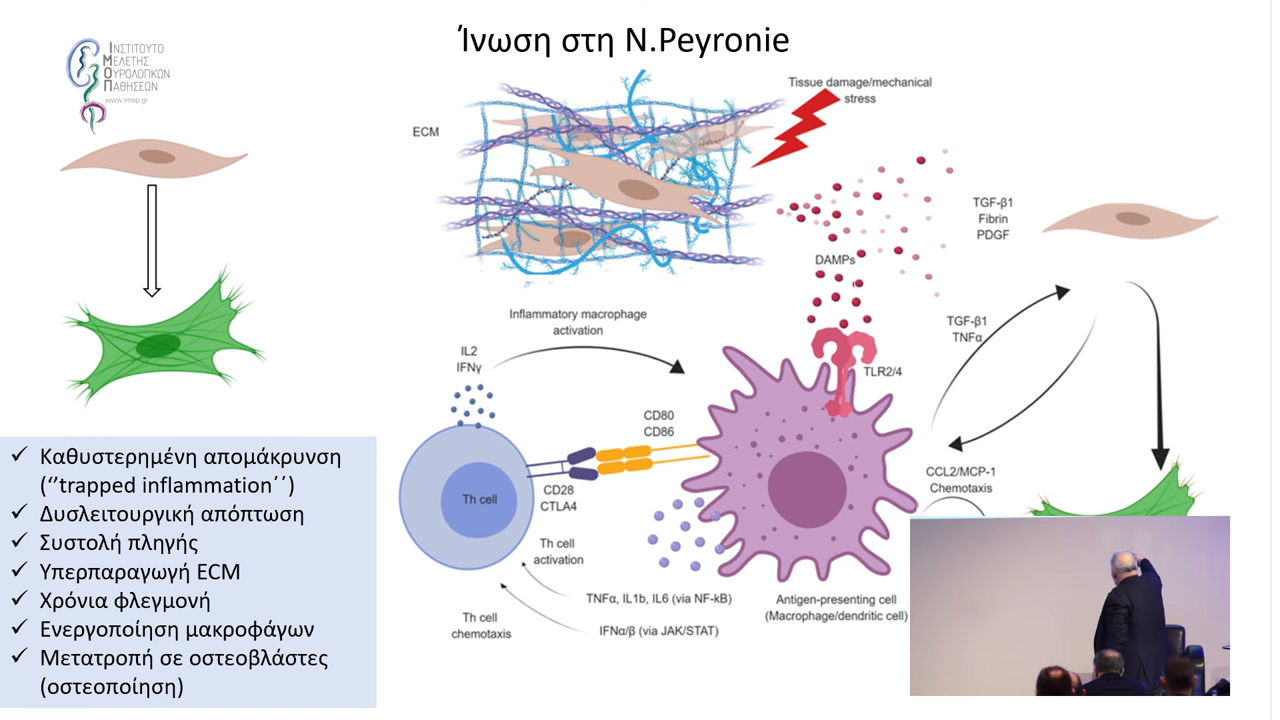 Ίνωση στη Ν.Peyronie
ΙΝΣΤΙΤΟΥΤΟ
ΜΕΛΕΤΗΣ
ΟΥΡΟΛΟΓΙΚΩΝ
ΠΑΘΗΣΕΩΝ
www.imop.gr
Tissue damage/mechanical
stress
ECM
TGF-β1
Fibrin
PDGF
DAMPs
Inflammatory macrophage
activation
TGF-β1
TNFα
IL2
IFNγ
TLR2/4
CD80
CD86
CCL2/MCP-1
Chemotaxis
Th cell
CD28
CTLA4
Th cell
activation
TNFα, IL1b, IL6 (via NF-kB)
Antigen-presenting cell
(Macrophage/dendritic cell)
Th cell
chemotaxis
IFNα/β (via JAK/STAT)
✓ Καθυστερημένη απομάκρυνση
(‘’trapped inflammation΄΄)
✓ Δυσλειτουργική απόπτωση
✓ Συστολή πληγής
✓ Υπερπαραγωγή ECM
✓ Χρόνια φλεγμονή
✓ Ενεργοποίηση μακροφάγων
✓ Μετατροπή σε οστεοβλάστες
(οστεοποίηση)